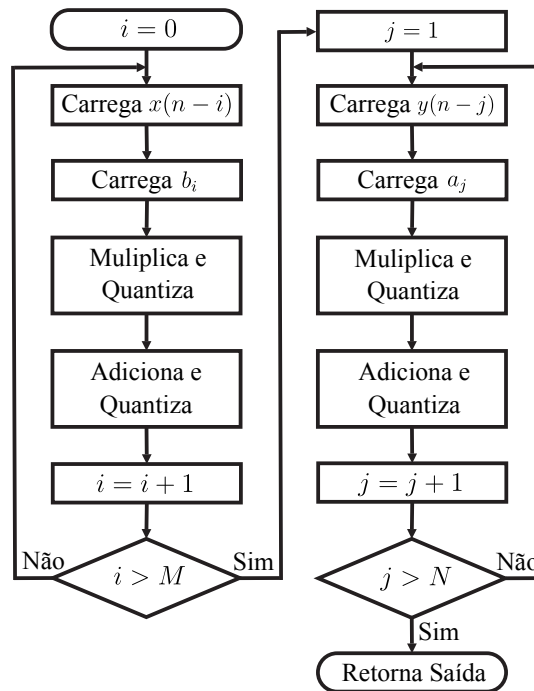 i = 0
Carrega x(n − i)
Carrega b_i
Muliplica e
Quantiza
Adiciona e
Quantiza
i = i + 1
Não
i > M
Sim
j = 1
Carrega y(n − j)
Carrega a_j
Muliplica e
Quantiza
Adiciona e
Quantiza
j = j + 1
j > N
Não
Sim
Retorna Saída